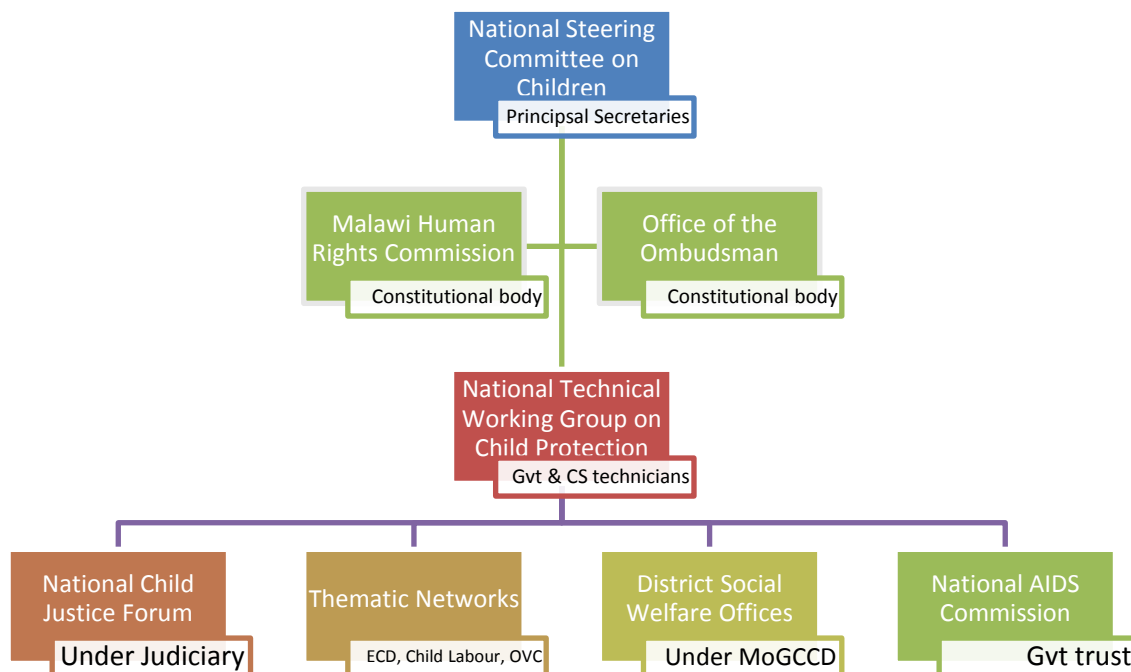 National Steering
Committee on
Children
Principsal Secretaries
Malawi Human
Rights Commission
Constitutional body
Office of the
Ombudsman
Constitutional body
National Technical
Working Group on
Child Protection
Gvt & CS technicians
National Child
Justice Forum
Under Judiciary
Thematic Networks
ECD, Child Labour, OVC
District Social
Welfare Offices
Under MoGCCD
National AIDS
Commission
Gvt trust